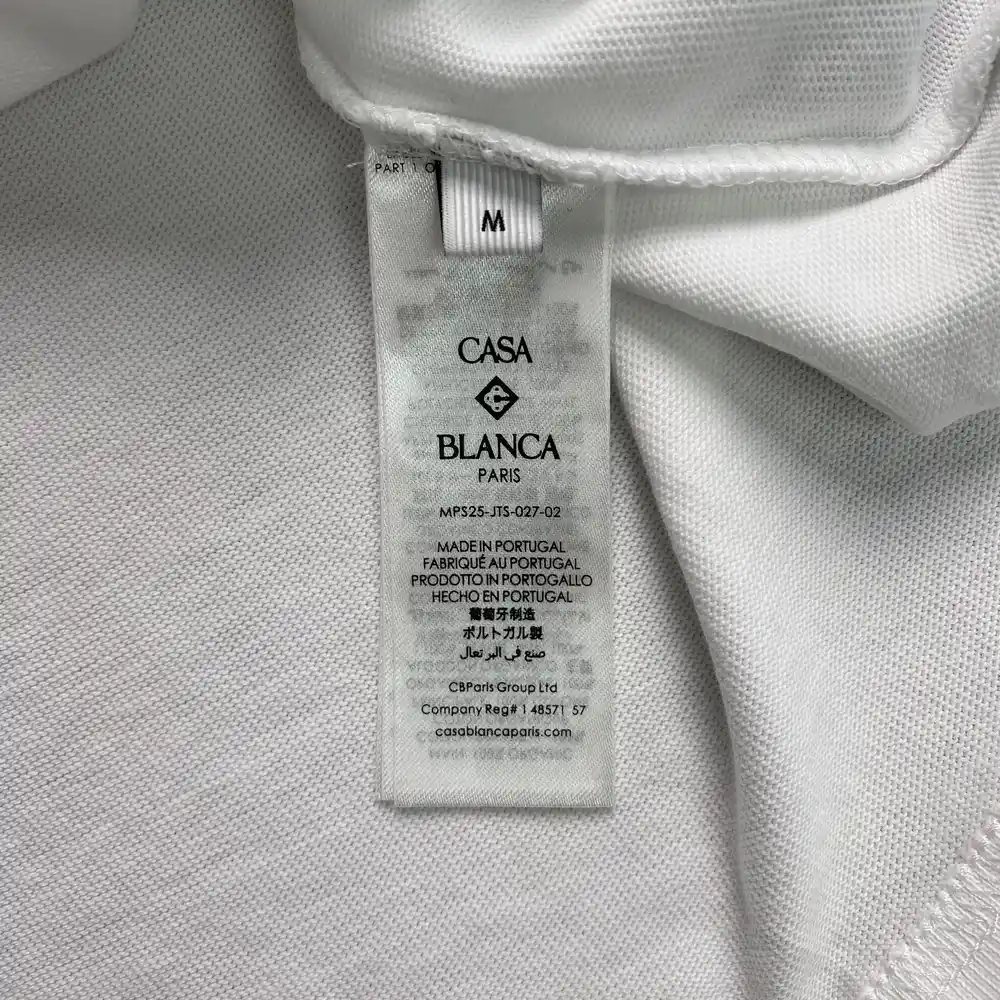 PART 1 O
M
CASA
BLANCA
PARIS
MPS25-JTS-027-02
MADE IN PORTUGAL
FABRIQUÉ AU PORTUGAL
PRODOTTO IN PORTOGALLO
HECHO EN PORTUGAL
葡萄牙制造
ポルトガル製
صنع في البرتغال
CBParis Group Ltd
Company Reg# 1 48571 57
casablancaparis.com